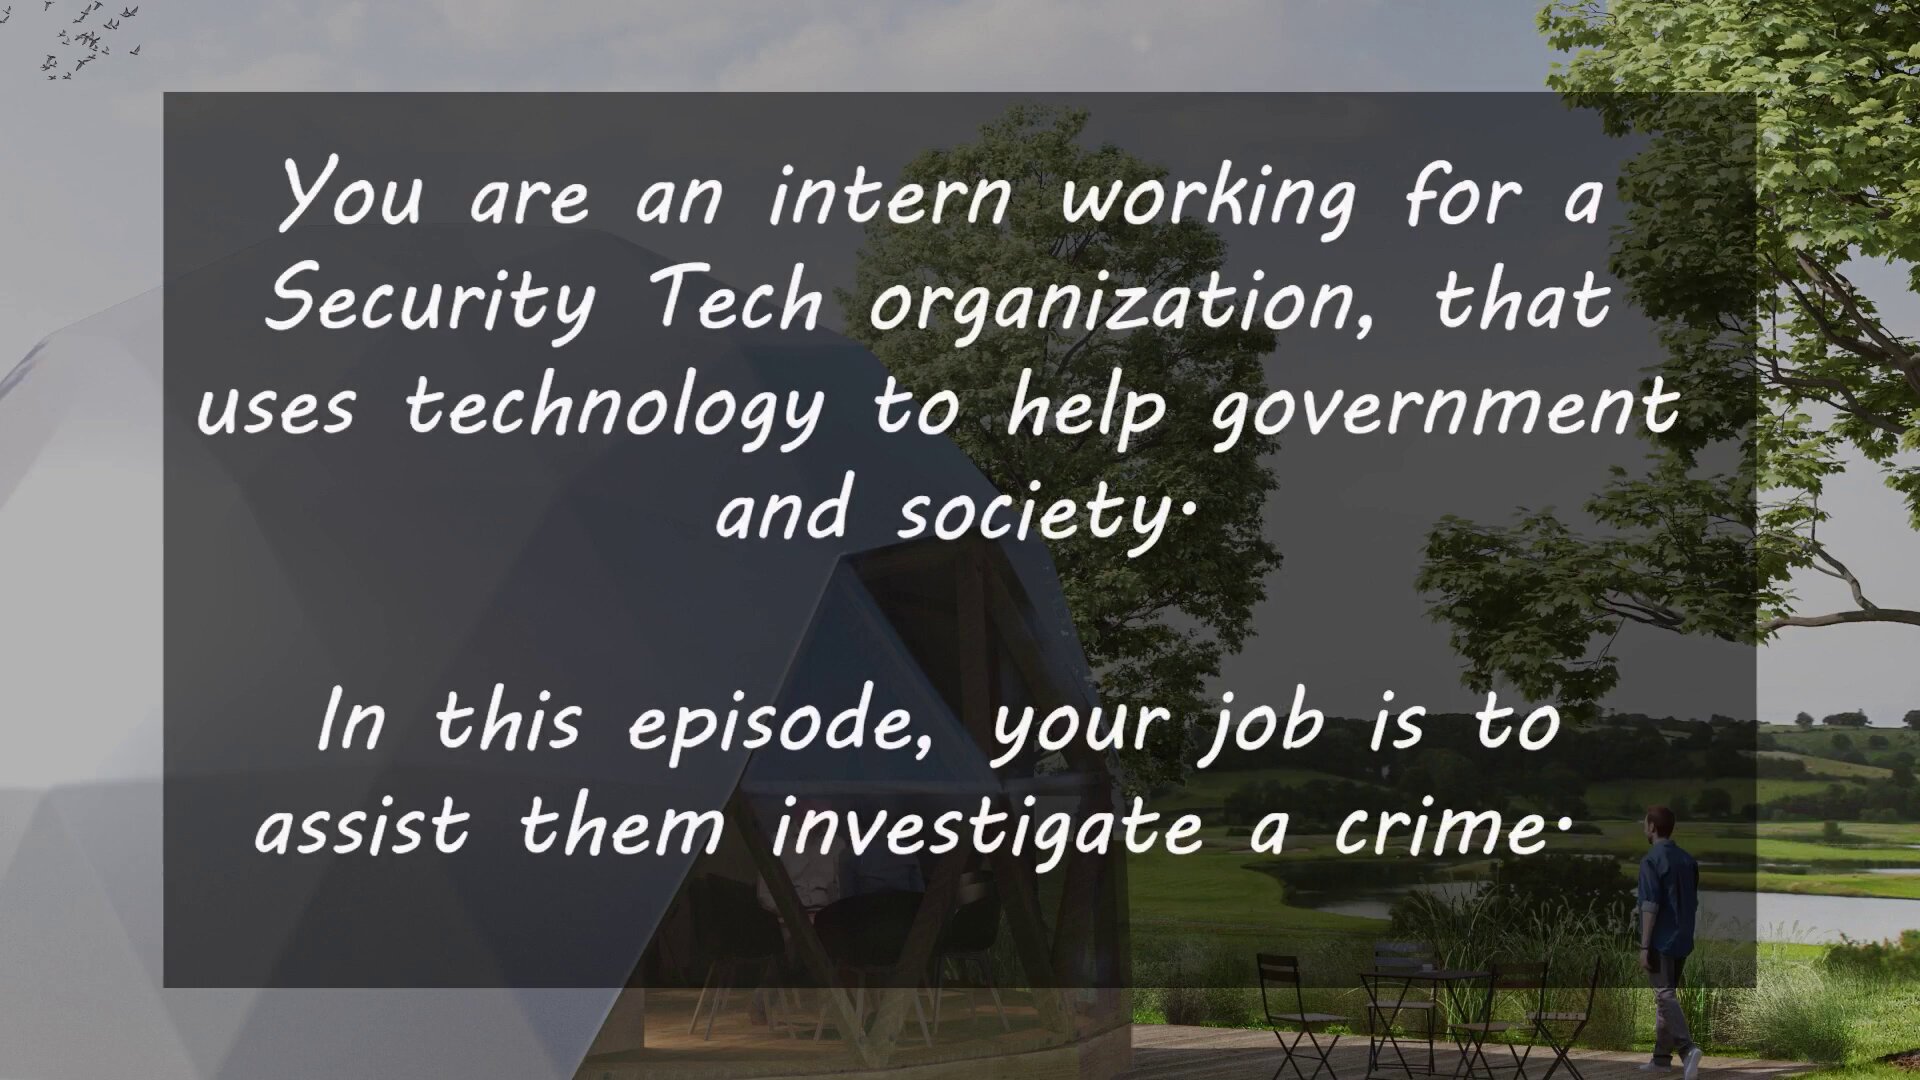 You are an intern working for a
Security Tech organization, that
uses technology to help government
and society.
In this episode, your job is to
assist them investigate a crime.